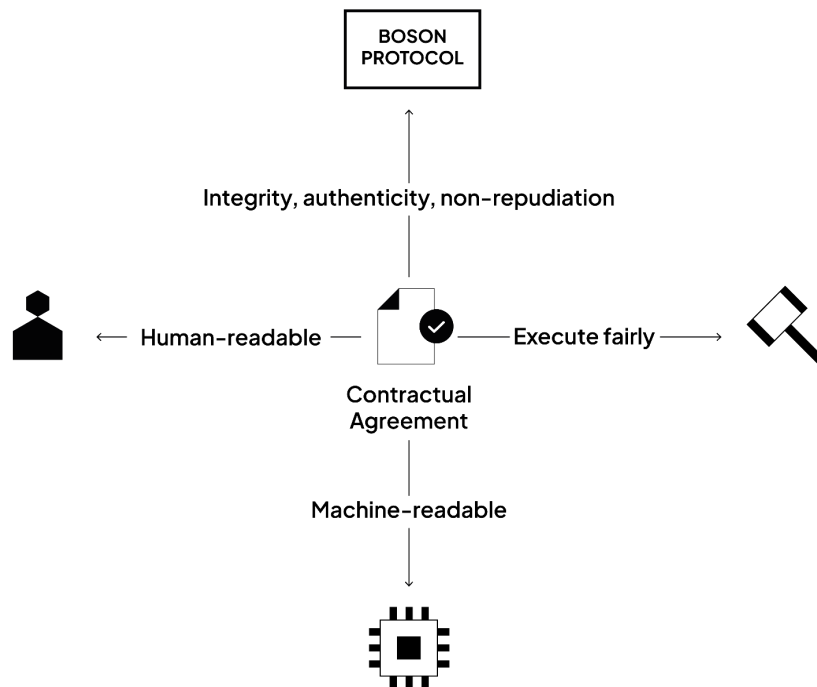 BOSON
PROTOCOL
Integrity, authenticity, non-repudiation
Human-readable
Execute fairly
Contractual
Agreement
Machine-readable